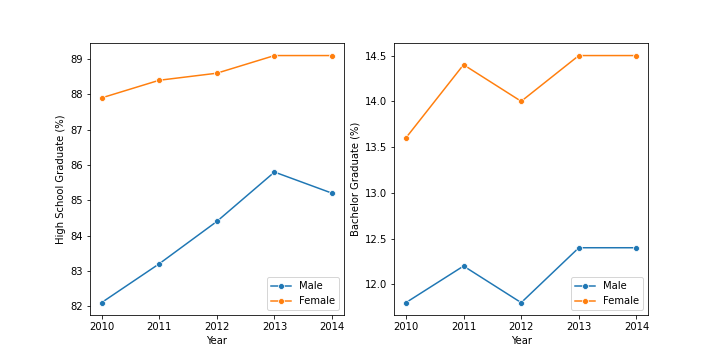 High School Graduate (%)
89
88
87
86
85
84
83
82
2010 2011 2012 2013 2014
Year
Male
Female
Bachelor Graduate (%)
14.5
14.0
13.5
13.0
12.5
12.0
2010 2011 2012 2013 2014
Year
Male
Female